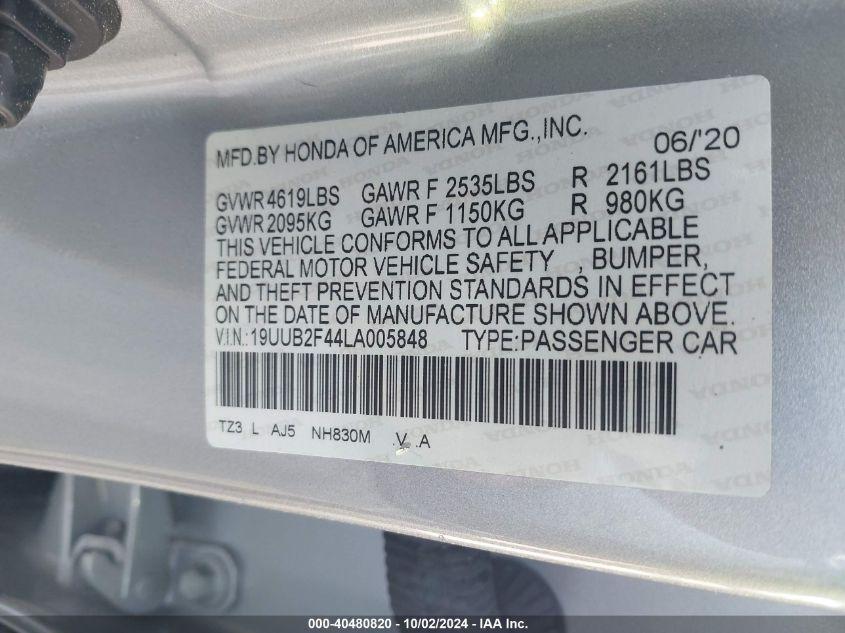 MFD.BY HONDA OF AMERICA MFG.,INC. 06/'20
GVWR 4619LBS GAWR F 2535LBS R 2161LBS
GVWR 2095KG GAWR F 1150KG R 980KG
THIS VEHICLE CONFORMS TO ALL APPLICABLE
FEDERAL MOTOR VEHICLE SAFETY , BUMPER,
AND THEFT PREVENTION STANDARDS IN EFFECT
ON THE DATE OF MANUFACTURE SHOWN ABOVE.
V.I.N.:19UUB2F44LA005848 TYPE:PASSENGER CAR
TZ3 L AJ5 NH830M .V .A
000-40480820 - 10/02/2024 - IAA Inc.